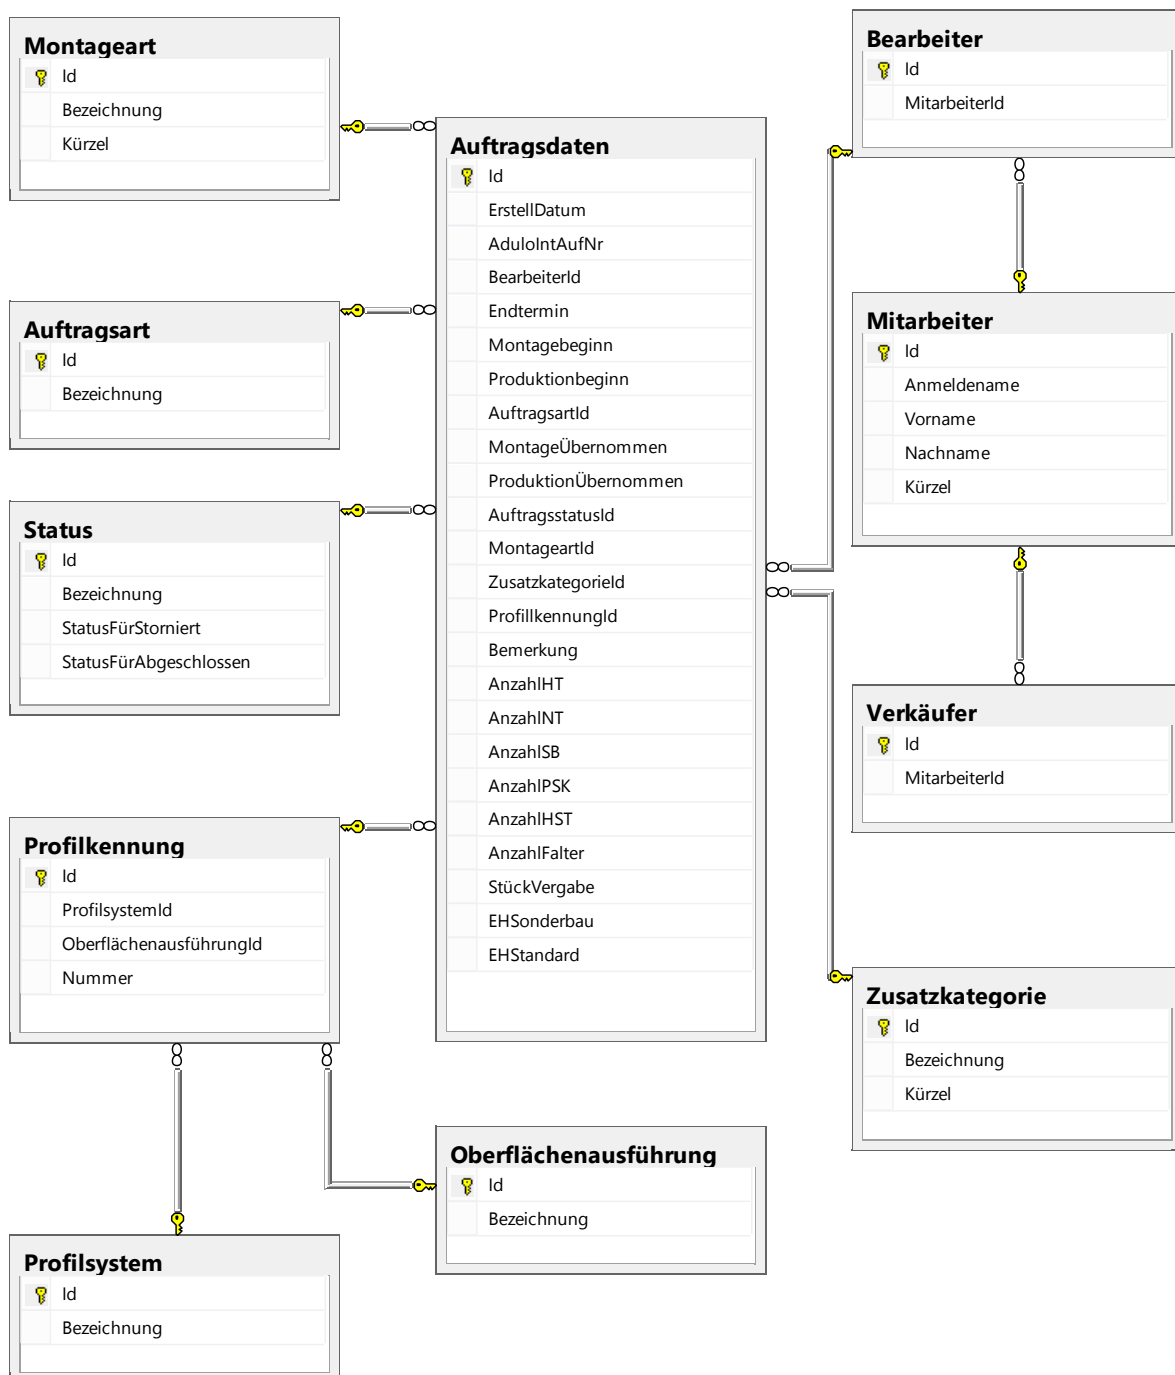 Montageart
Id
Bezeichnung
Kürzel
Auftragsart
Id
Bezeichnung
Status
Id
Bezeichnung
StatusFürStorniert
StatusFürAbgeschlossen
Profilkennung
Id
ProfilsystemId
OberflächenausführungId
Nummer
Profilsystem
Id
Bezeichnung
Auftragsdaten
Id
ErstellDatum
AduloIntAufNr
BearbeiterId
Endtermin
Montagebeginn
Produktionbeginn
AuftragsartId
MontageÜbernommen
ProduktionÜbernommen
AuftragsstatusId
MontageartId
ZusatzkategorieId
ProfillkennungId
Bemerkung
AnzahlHT
AnzahlNT
AnzahlSB
AnzahlPSK
AnzahlHST
AnzahlFalter
StückVergabe
EHSonderbau
EHStandard
Oberflächenausführung
Id
Bezeichnung
Bearbeiter
Id
MitarbeiterId
Mitarbeiter
Id
Anmeldename
Vorname
Nachname
Kürzel
Verkäufer
Id
MitarbeiterId
Zusatzkategorie
Id
Bezeichnung
Kürzel